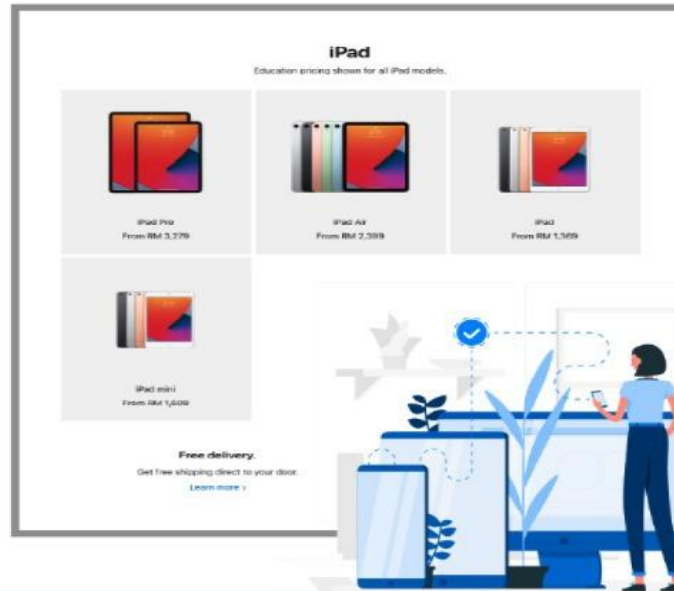 iPad
Education pricing shown for all iPad models.
iPad Pro
From RM 3,279
iPad Air
From RM 2,399
iPad
From RM 1,369
iPad mini
From RM 1,609
Free delivery.
Get free shipping direct to your door.
Learn more >